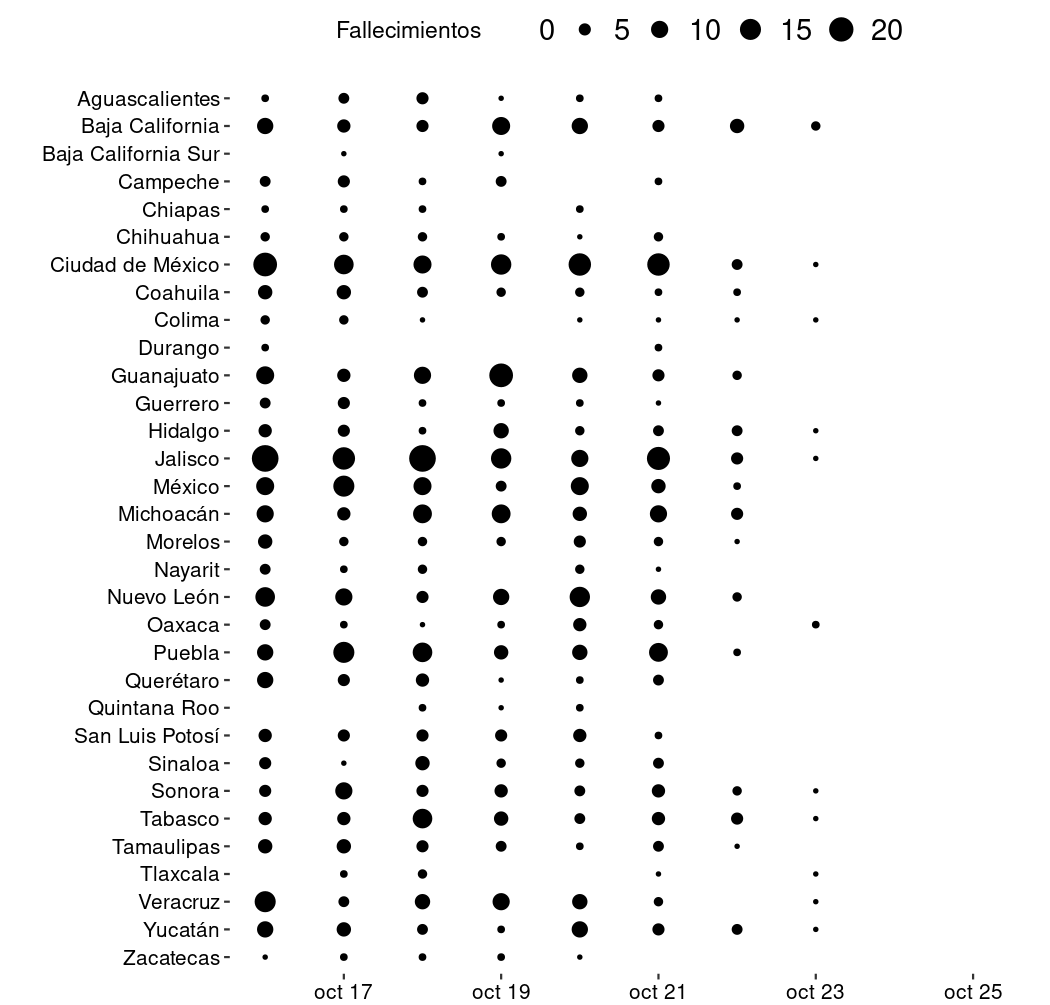 Fallecimientos 0 5 10 15 20
Aguascalientes
Baja California
Baja California Sur
Campeche
Chiapas
Chihuahua
Ciudad de México
Coahuila
Colima
Durango
Guanajuato
Guerrero
Hidalgo
Jalisco
México
Michoacán
Morelos
Nayarit
Nuevo León
Oaxaca
Puebla
Querétaro
Quintana Roo
San Luis Potosí
Sinaloa
Sonora
Tabasco
Tamaulipas
Tlaxcala
Veracruz
Yucatán
Zacatecas
oct 17 oct 19 oct 21 oct 23 oct 25